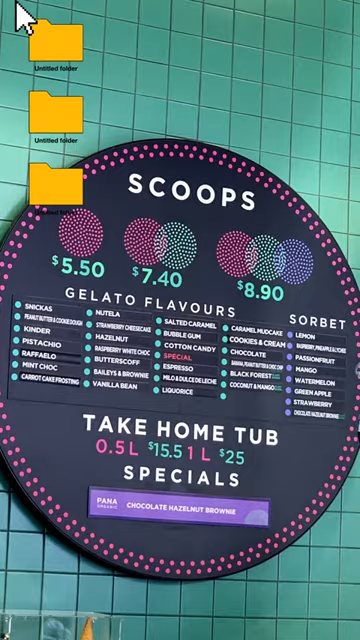 Untitled folder
Untitled folder
SCOOPS
$5.50
$7.40
$8.90
GELATO FLAVOURS
SNICKAS
PEANUT BUTTER & COOKIE DOUGH
KINDER
PISTACHIO
RAFFAELO
MINT CHOC
CARROT CAKE FROSTING
NUTELA
STRAWBERRY CHEESECAKE
HAZELNUT
RASPBERRY WHITE CHOC
BUTTERSCOFF
BAILEY'S & BROWNIE
VANILLA BEAN
SALTED CARAMEL
BUBBLE GUM
COTTON CANDY
SPECIAL
ESPRESSO
MILO & DULCE DE LECHE
LIQUORICE
CARAMEL MUDCAKE
COOKIES & CREAM
CHOCOLATE
BLACK FOREST
COCONUT & MANGO
SORBET
LEMON
PASSIONFRUIT
MANGO
WATERMELON
GREEN APPLE
STRAWBERRY
CHOCOLATE HAZELNUT BROWNIE
TAKE HOME TUB
0.5 L $15.5 1 L $25
SPECIALS
PANA ORGANIC CHOCOLATE HAZELNUT BROWNIE